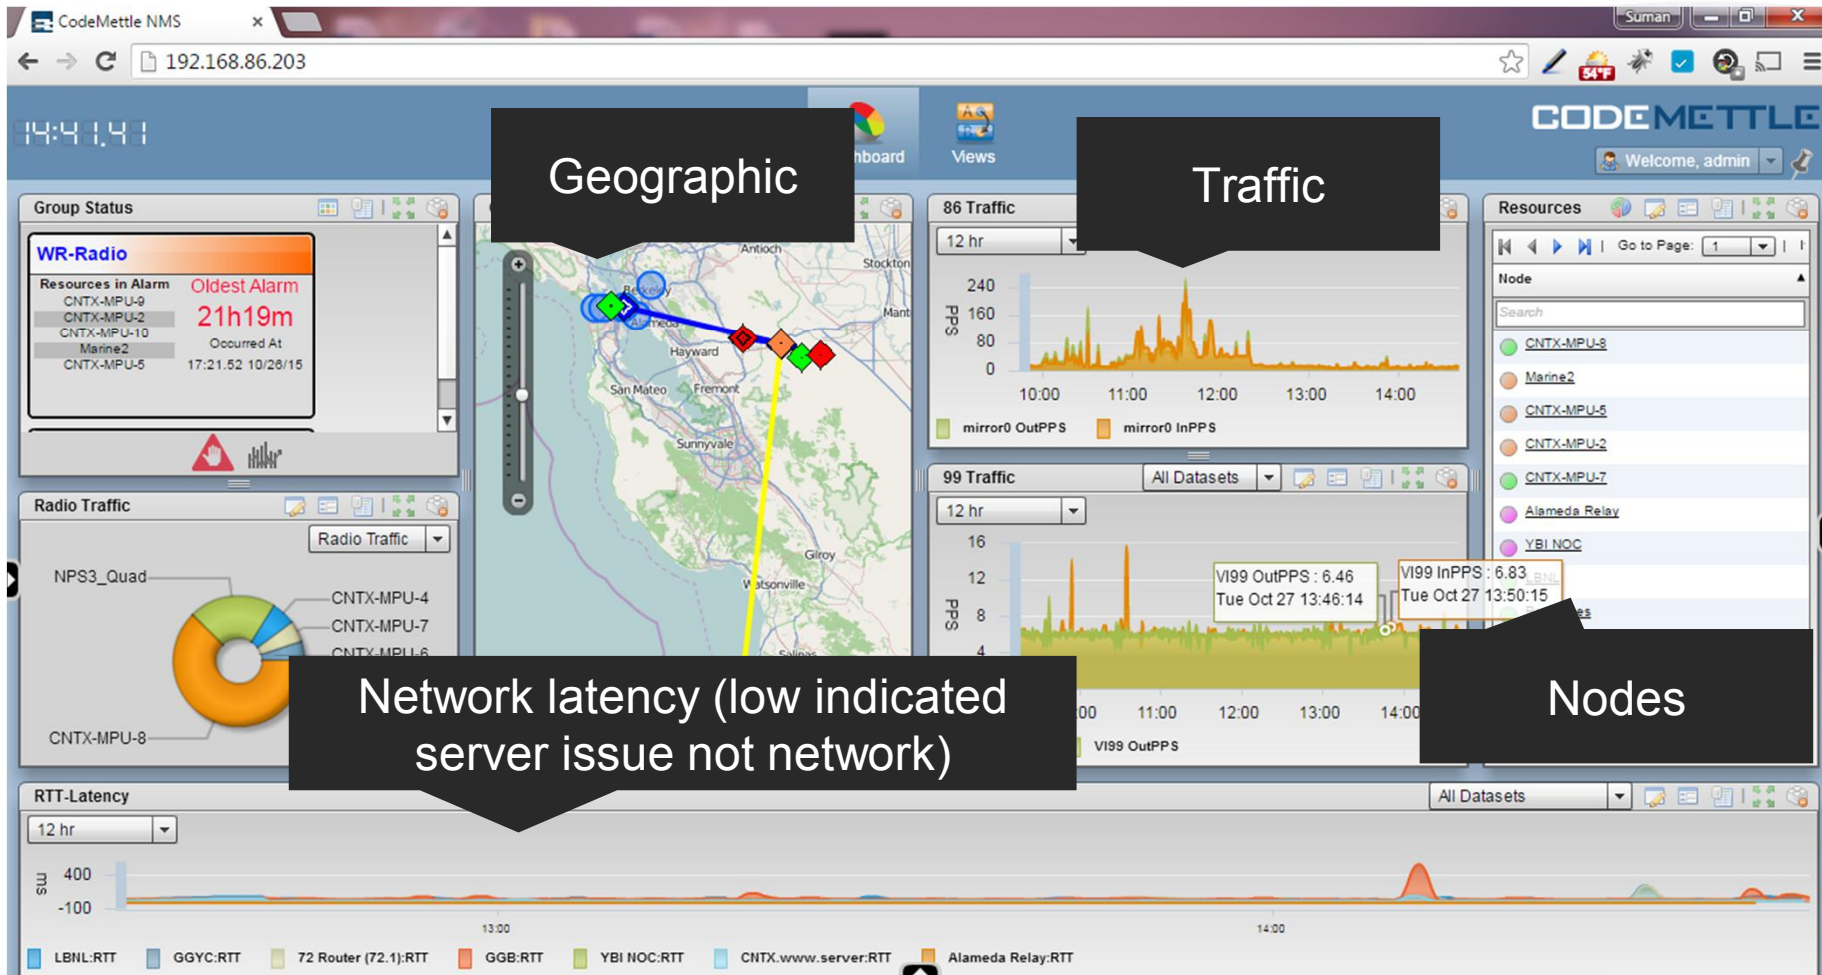 CodeMettle NMS
Suman
192.168.86.203
54°F
14:41.41
Views
CODEMETTLE
Welcome, admin
Geographic
Traffic
Group Status
WR-Radio
Resources in Alarm
CNTX-MPU-9
CNTX-MPU-2
CNTX-MPU-10
Marine2
CNTX-MPU-5
Oldest Alarm
21h19m
Occurred At
17:21.52 10/26/15
Radio Traffic
Radio Traffic
NPS3_Quad
CNTX-MPU-4
CNTX-MPU-7
CNTX-MPU-6
CNTX-MPU-8
Antioch
Stockton
Berkeley
Alameda
Hayward
San Mateo
Fremont
Sunnyvale
Gilroy
Watsonville
Salinas
86 Traffic
12 hr
PPS
240
160
80
0
10:00 11:00 12:00 13:00 14:00
mirror0 OutPPS mirror0 InPPS
99 Traffic
All Datasets
12 hr
PPS
16
12
8
4
VI99 OutPPS : 6.46
Tue Oct 27 13:46:14
VI99 InPPS : 6.83
Tue Oct 27 13:50:15
11:00 12:00 13:00 14:00
VI99 OutPPS
Resources
Go to Page: 1
Node
Search
CNTX-MPU-8
Marine2
CNTX-MPU-5
CNTX-MPU-2
CNTX-MPU-7
Alameda Relay
YBI NOC
LBNL
Nodes
Network latency (low indicated
server issue not network)
RTT-Latency
All Datasets
12 hr
ms
400
-100
13:00 14:00
LBNL:RTT GGYC:RTT 72 Router (72.1):RTT GGB:RTT YBI NOC:RTT CNTX.www.server:RTT Alameda Relay:RTT